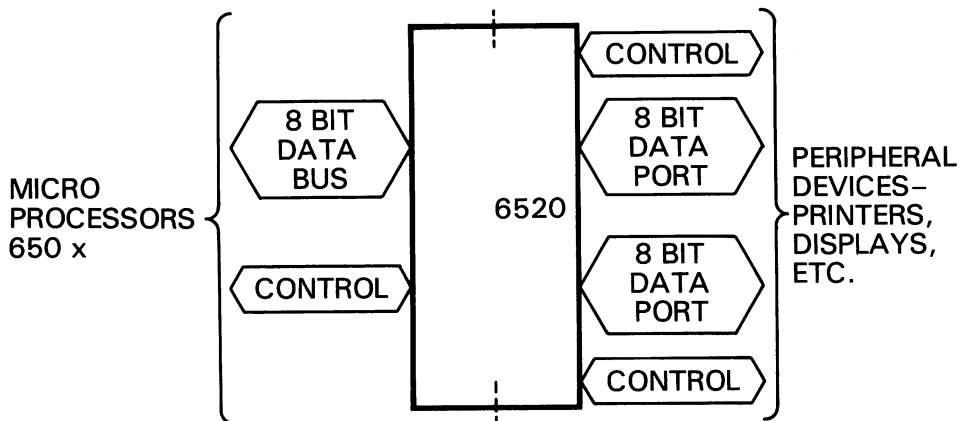 MICRO
PROCESSORS
650 x
8 BIT
DATA
BUS
CONTROL
6520
CONTROL
8 BIT
DATA
PORT
8 BIT
DATA
PORT
CONTROL
PERIPHERAL
DEVICES–
PRINTERS,
DISPLAYS,
ETC.